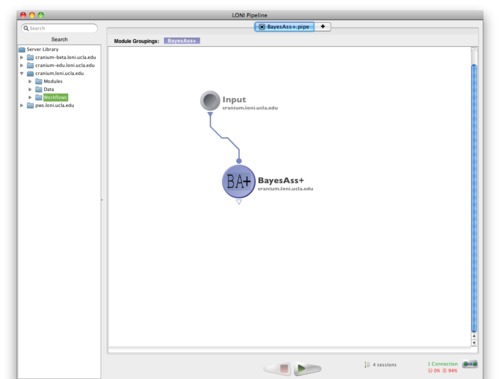 LONI Pipeline
Search
BayesAss+.pipe
+
Search
Module Groupings: BayesAss+
Server Library
cranium-beta.loni.ucla.edu
cranium-edu.loni.ucla.edu
cranium.loni.ucla.edu
Modules
Data
Workflows
pws.loni.ucla.edu
Input
cranium.loni.ucla.edu
BA+
BayesAss+
cranium.loni.ucla.edu
4 sessions
1 Connection
0% 94%